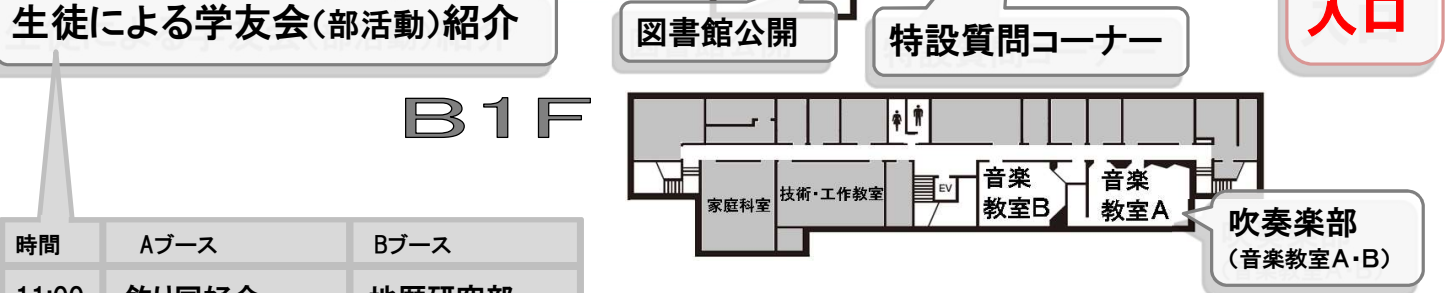 生徒による学友会(部活動)紹介
図書館公開
特設質問コーナー
入口
B1F
家庭科室
技術・工作教室
EV
音楽
教室B
音楽
教室A
吹奏楽部
(音楽教室A・B)
時間 Aブース Bブース